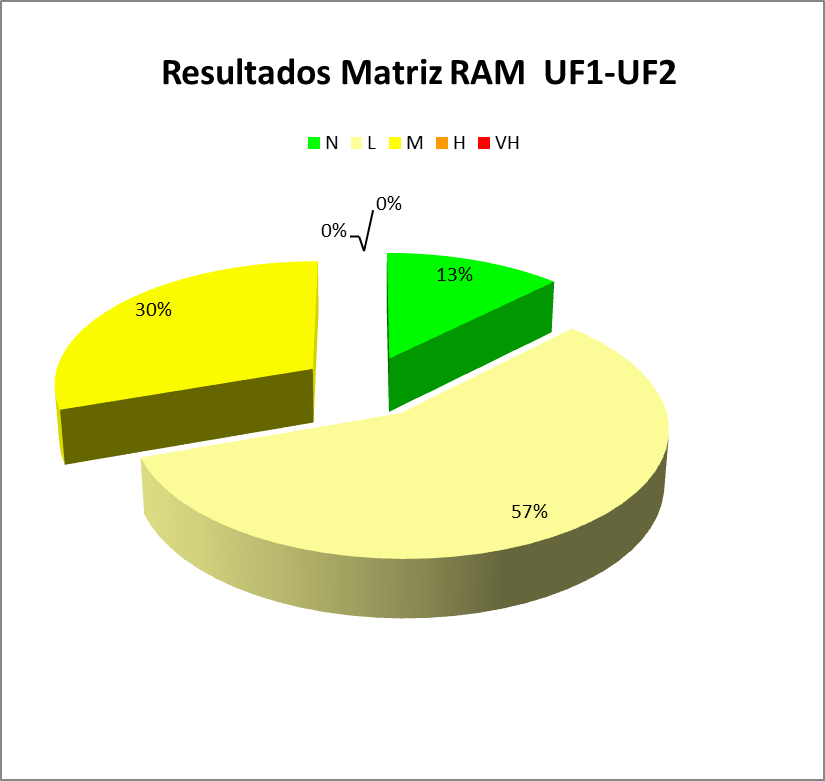 Resultados Matriz RAM  UF1-UF2
N L M H VH
0%
0%
13%
30%
57%